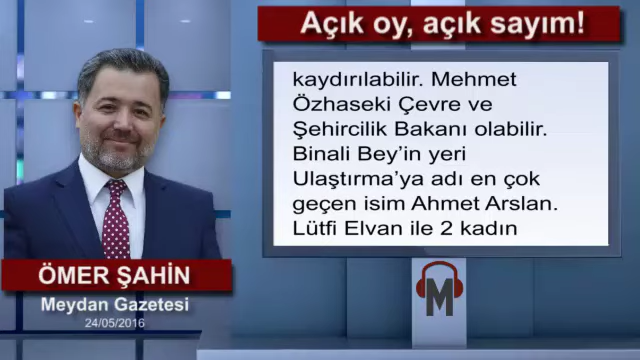 Açık oy, açık sayım!
kaydırılabilir. Mehmet
Özhaseki Çevre ve
Şehircilik Bakanı olabilir.
Binali Bey’in yeri
Ulaştırma’ya adı en çok
geçen isim Ahmet Arslan.
Lütfi Elvan ile 2 kadın
ÖMER ŞAHİN
Meydan Gazetesi
24/05/2016
M